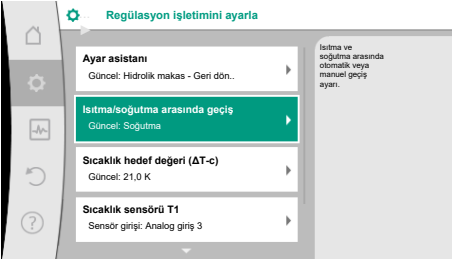 Regülasyon işletimini ayarla
Ayar asistanı
Güncel: Hidrolik makas - Geri dön..
Isıtma/soğutma arasında geçiş
Güncel: Soğutma
Sıcaklık hedef değeri (ΔT-c)
Güncel: 21,0 K
Sıcaklık sensörü T1
Sensör girişi: Analog giriş 3
Isıtma ve
soğutma arasında
otomatik veya
manuel geçiş
ayarı.